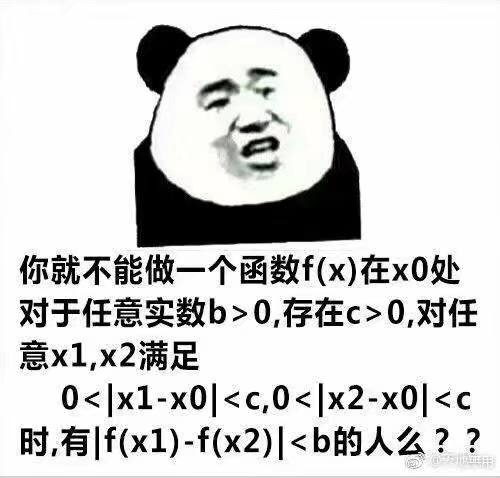 你就不能做一个函数f(x)在x0处
对于任意实数b>0,存在c>0,对任
意x1,x2满足
0<|x1-x0|<c,0<|x2-x0|<c
时,有|f(x1)-f(x2)|<b的人么？？